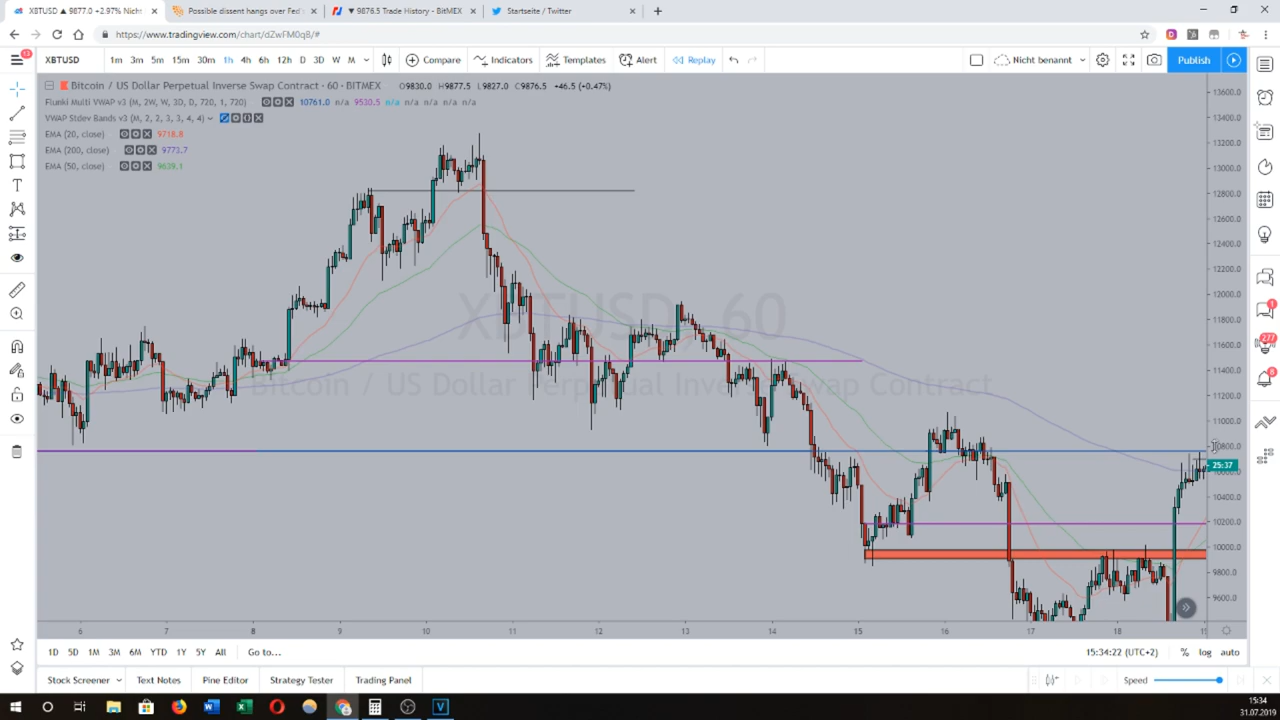 XBTUSD ▲ 9877.0 +2.97% Nicht
Possible dissent hangs over Fed's
▼ 9876.5 Trade History - BitMEX
Startseite / Twitter
https://www.tradingview.com/chart/dZwFM0qB/#
13
XBTUSD 1m 3m 5m 15m 30m 1h 4h 6h 12h D 3D W M Compare Indicators Templates Alert Replay Nicht benannt Publish
Bitcoin / US Dollar Perpetual Inverse Swap Contract · 60 · BITMEX O9830.0 H9877.5 L9827.0 C9876.5 +46.5 (+0.47%)
Flunki Multi VWAP v3 (M, 2W, W, 3D, D, 720, 1, 720) 10761.0 n/a 9530.5 n/a n/a n/a n/a n/a
VWAP Stdev Bands v3 (M, 2, 2, 3, 3, 4, 4)
EMA (20, close) 9718.8
EMA (200, close) 9773.7
EMA (50, close) 9639.1
XBTUSD, 60
Bitcoin / US Dollar Perpetual Inverse Swap Contract
13600.0
13400.0
13200.0
13000.0
12800.0
12600.0
12400.0
12200.0
12000.0
11800.0
11600.0
11400.0
11200.0
11000.0
10800.0
25:37
10400.0
10200.0
10000.0
9800.0
9600.0
1
277
8
6 7 8 9 10 11 12 13 14 15 16 17 18
1D 5D 1M 3M 6M YTD 1Y 5Y All Go to... 15:34:22 (UTC+2) % log auto
Stock Screener Text Notes Pine Editor Strategy Tester Trading Panel Speed
15:34
31.07.2019